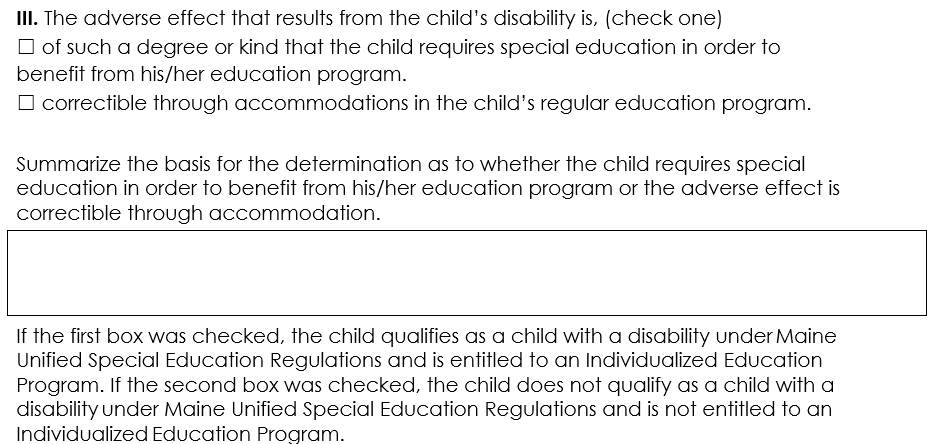 III. The adverse effect that results from the child's disability is, (check one)
☐ of such a degree or kind that the child requires special education in order to
benefit from his/her education program.
☐ correctible through accommodations in the child's regular education program.
Summarize the basis for the determination as to whether the child requires special
education in order to benefit from his/her education program or the adverse effect is
correctible through accommodation.
If the first box was checked, the child qualifies as a child with a disability under Maine
Unified Special Education Regulations and is entitled to an Individualized Education
Program. If the second box was checked, the child does not qualify as a child with a
disability under Maine Unified Special Education Regulations and is not entitled to an
Individualized Education Program.